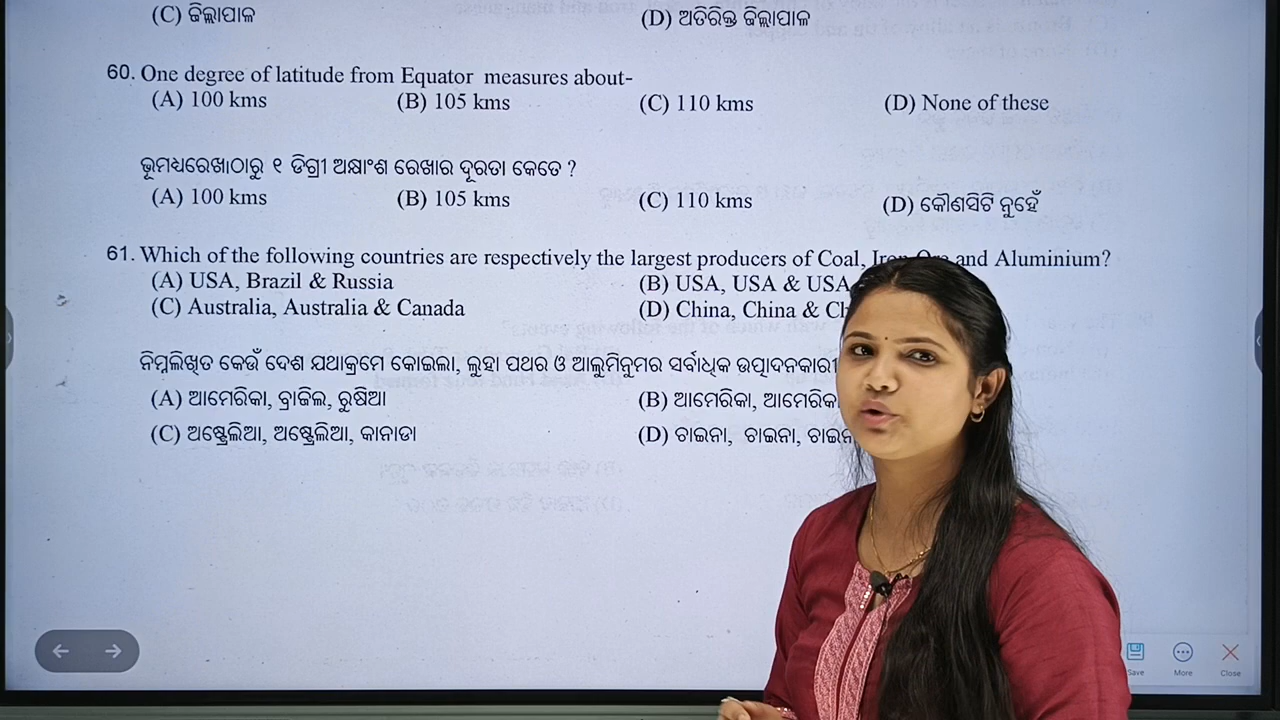 (C) ଜିଲ୍ଲାପାଳ (D) ଅତିରିକ୍ତ ଜିଲ୍ଲାପାଳ
60. One degree of latitude from Equator measures about-
(A) 100 kms (B) 105 kms (C) 110 kms (D) None of these
ଭୂମଧ୍ୟରେଖାଠାରୁ ୧ ଡିଗ୍ରୀ ଅକ୍ଷାଂଶ ରେଖାର ଦୂରତା କେତେ ?
(A) 100 kms (B) 105 kms (C) 110 kms (D) କୌଣସିଟି ନୁହେଁ
61. Which of the following countries are respectively the largest producers of Coal, Iron Ore and Aluminium?
(A) USA, Brazil & Russia (B) USA, USA & USA
(C) Australia, Australia & Canada (D) China, China &
ନିମ୍ନଲିଖିତ କେଉଁ ଦେଶ ଯଥାକ୍ରମେ କୋଇଲା, ଲୁହା ପଥର ଓ ଆଲୁମିନୁମର ସର୍ବାଧିକ ଉତ୍ପାଦନକାରୀ
(A) ଆମେରିକା, ବ୍ରାଜିଲ, ରୁଷିଆ (B) ଆମେରିକା, ଆମେରିକା
(C) ଅଷ୍ଟ୍ରେଲିଆ, ଅଷ୍ଟ୍ରେଲିଆ, କାନାଡା (D) ଚାଇନା, ଚାଇନା,
Save More Close